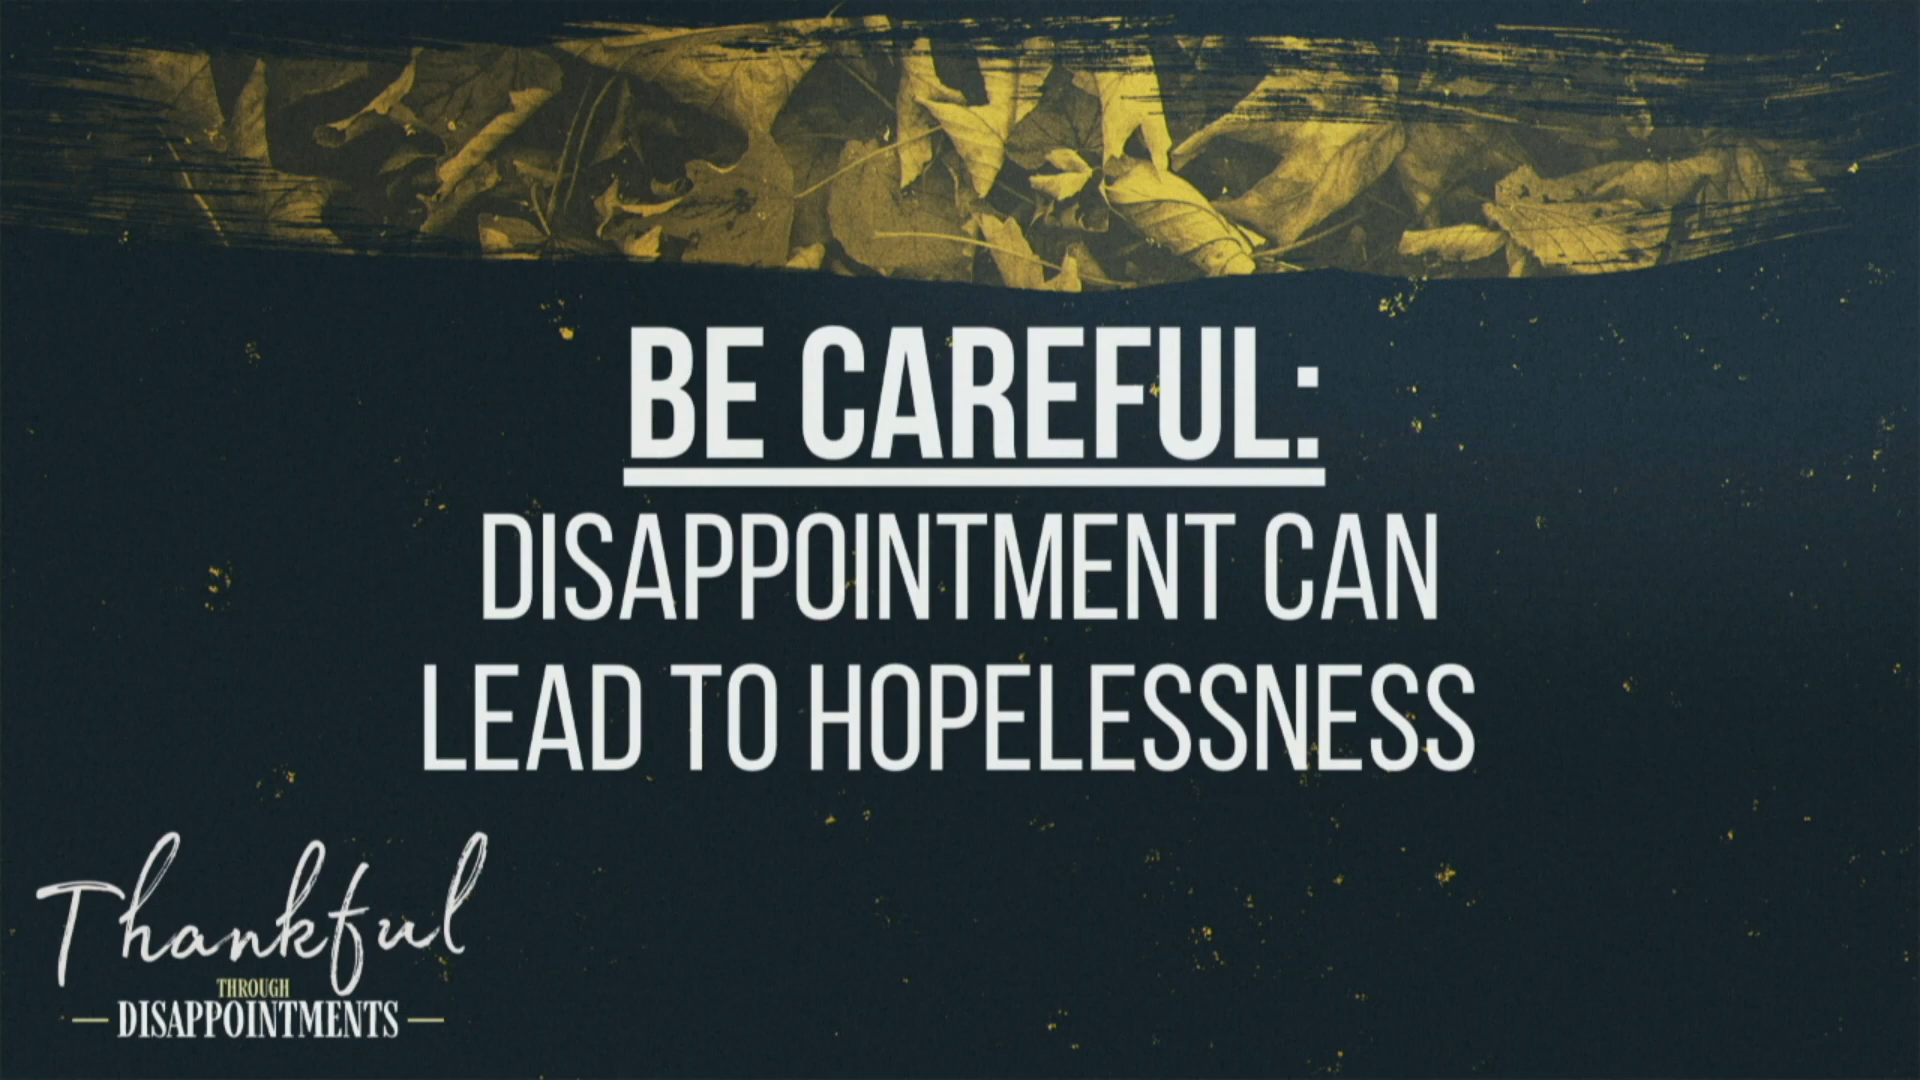 BE CAREFUL:
DISAPPOINTMENT CAN
LEAD TO HOPELESSNESS
Thankful
THROUGH
DISAPPOINTMENTS